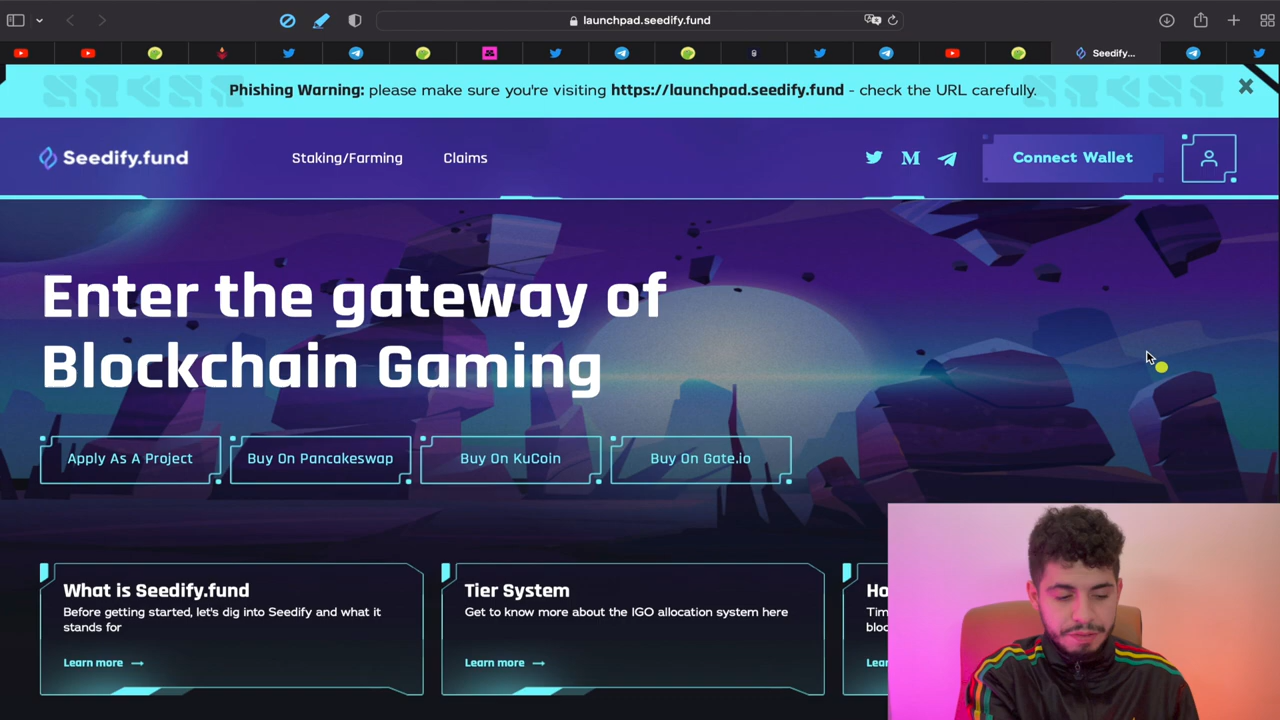 launchpad.seedify.fund
Seedify...
Phishing Warning: please make sure you're visiting https://launchpad.seedify.fund - check the URL carefully.
Seedify.fund
Staking/Farming
Claims
Connect Wallet
Enter the gateway of
Blockchain Gaming
Apply As A Project
Buy On Pancakeswap
Buy On KuCoin
Buy On Gate.io
What is Seedify.fund
Before getting started, let's dig into Seedify and what it
stands for
Learn more
Tier System
Get to know more about the IGO allocation system here
Learn more